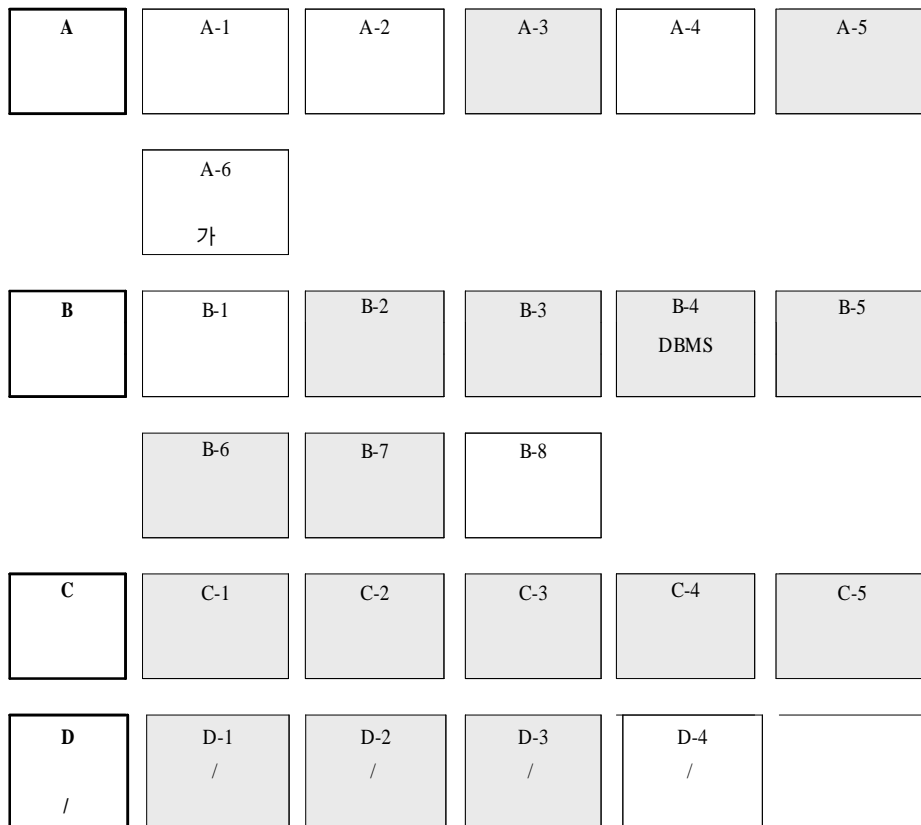 A A-1 A-2 A-3 A-4 A-5
A-6
가
B B-1 B-2 B-3 B-4 B-5
DBMS
B-6 B-7 B-8
C C-1 C-2 C-3 C-4 C-5
D D-1 D-2 D-3 D-4
/ / / /
/